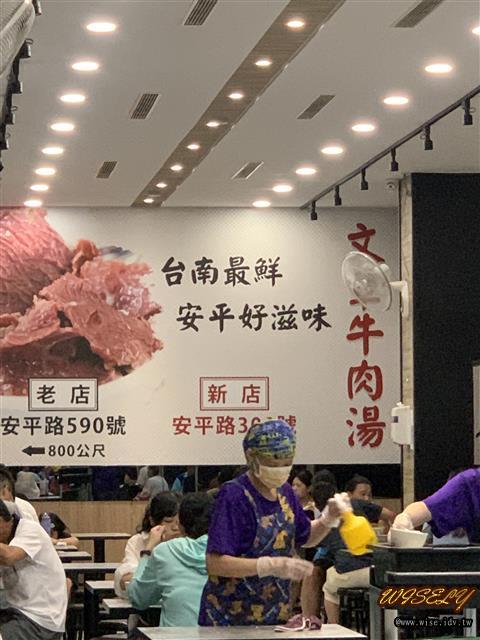 台南最鮮
安平好滋味
文 牛肉湯
老店
新店
安平路590號
安平路30 號
800公尺
WISELY
@www.wise.idv.tw